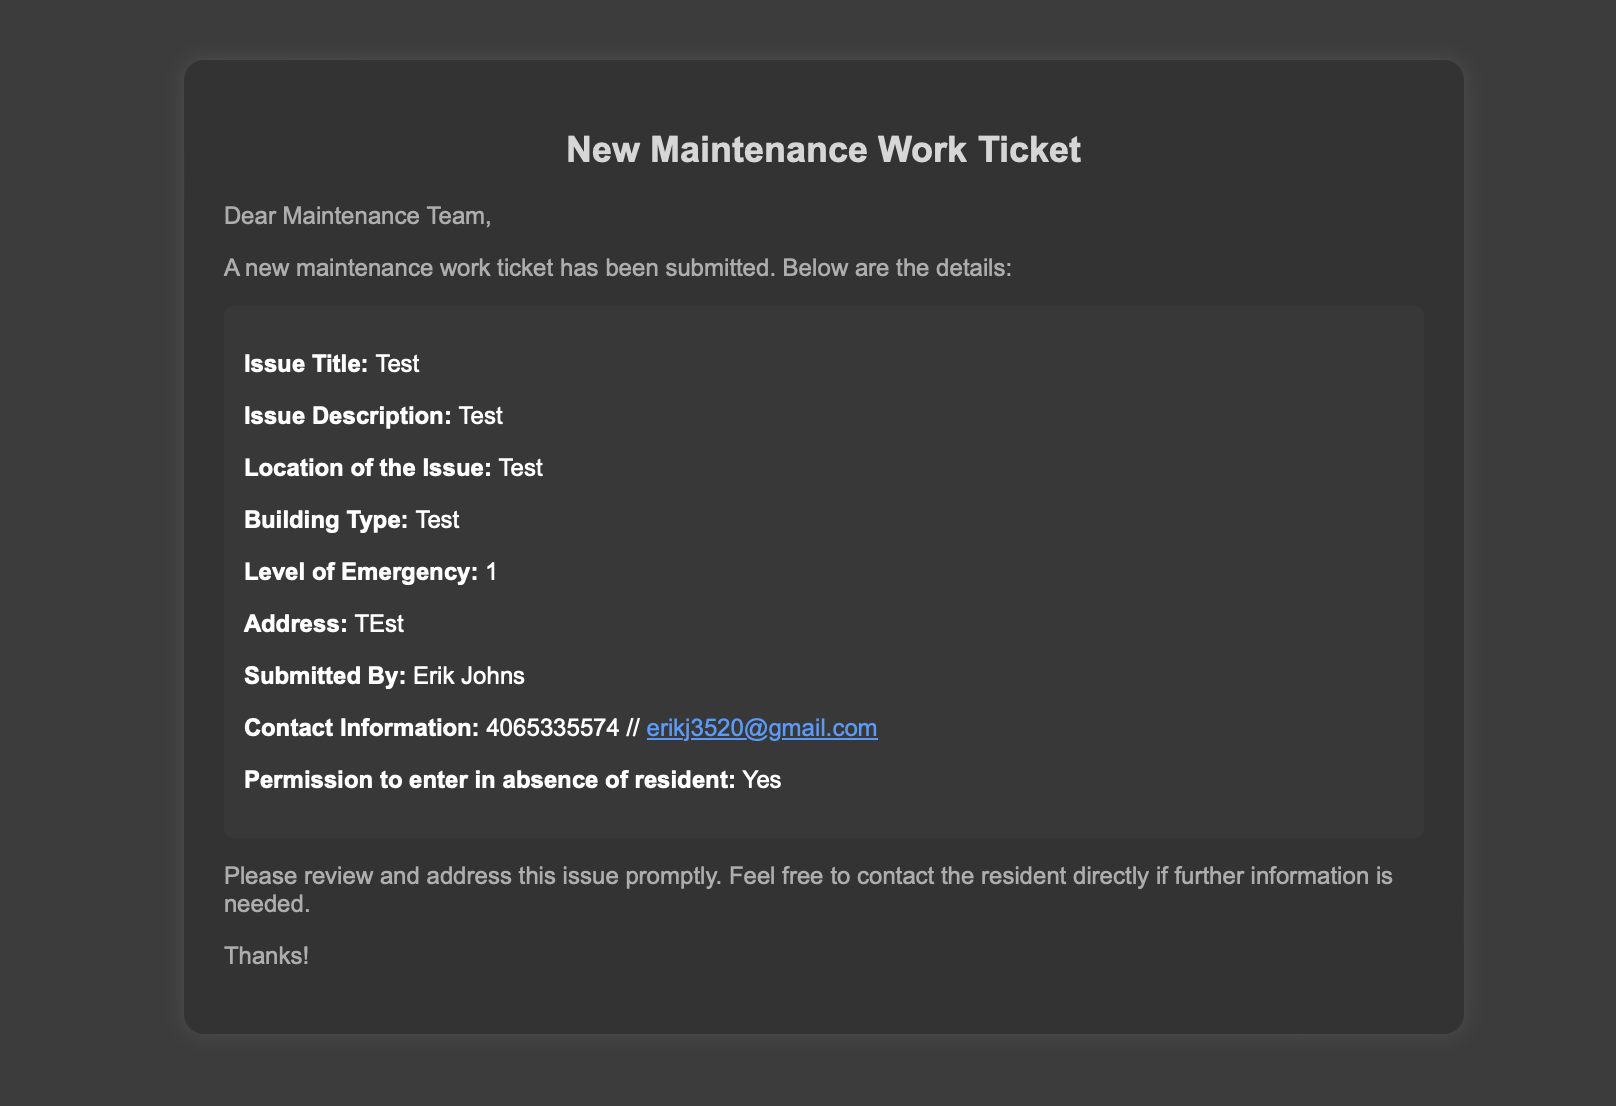 New Maintenance Work Ticket
Dear Maintenance Team,
A new maintenance work ticket has been submitted. Below are the details:
Issue Title: Test
Issue Description: Test
Location of the Issue: Test
Building Type: Test
Level of Emergency: 1
Address: TEst
Submitted By: Erik Johns
Contact Information: 4065335574 // erikj3520@gmail.com
Permission to enter in absence of resident: Yes
Please review and address this issue promptly. Feel free to contact the resident directly if further information is
needed.
Thanks!